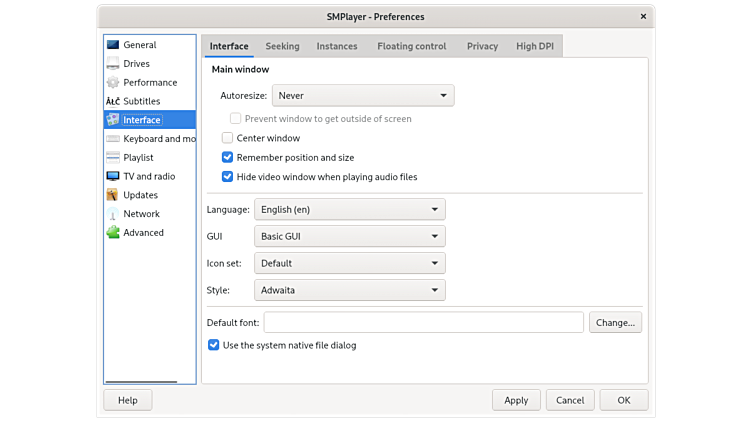 SMPlayer - Preferences
General
Drives
Performance
Subtitles
Interface
Keyboard and mo
Playlist
TV and radio
Updates
Network
Advanced
Interface Seeking Instances Floating control Privacy High DPI
Main window
Autoresize: Never
Prevent window to get outside of screen
Center window
Remember position and size
Hide video window when playing audio files
Language: English (en)
GUI Basic GUI
Icon set: Default
Style: Adwaita
Default font: Change...
Use the system native file dialog
Help Apply Cancel OK